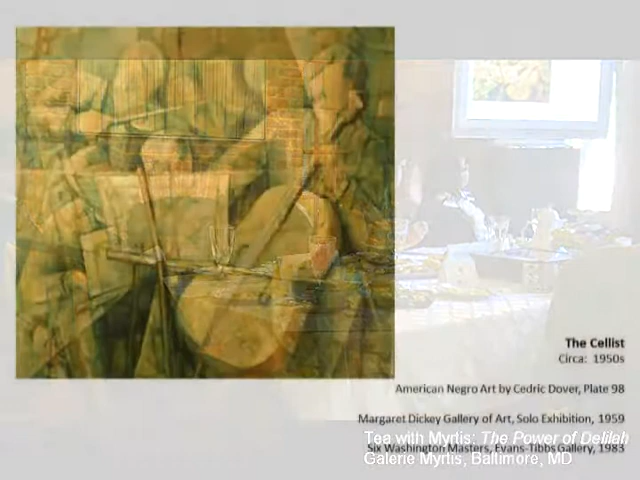 The Cellist
Circa: 1950s
American Negro Art by Cedric Dover, Plate 98
Margaret Dickey Gallery of Art, Solo Exhibition, 1959
Tea with Myrtis: The Power of Delilah
Six Washington Masters, Evans-Tibbs Gallery, 1983
Galerie Myrtis, Baltimore, MD